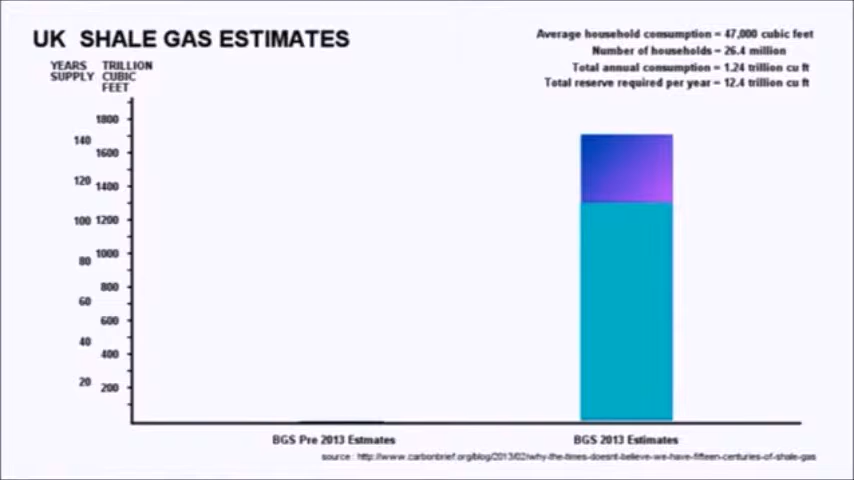 UK SHALE GAS ESTIMATES
Average household consumption = 47,000 cubic feet
Number of households = 26.4 million
Total annual consumption = 1.24 trillion cu ft
Total reserve required per year = 12.4 trillion cu ft
YEARS SUPPLY
TRILLION CUBIC FEET
1800
140
1600
120
1400
100
1200
1000
80
800
60
600
40
400
20
200
BGS Pre 2013 Estmates
BGS 2013 Estimates
source: http://www.carbonbrief.org/blog/2013/02/why-the-times-doesnt-believe-we-have-fifteen-centuries-of-shale-gas